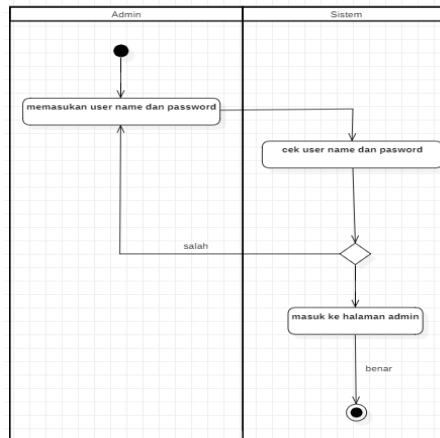 Admin
Sistem
memasukan user name dan password
cek user name dan pasword
salah
masuk ke halaman admin
benar